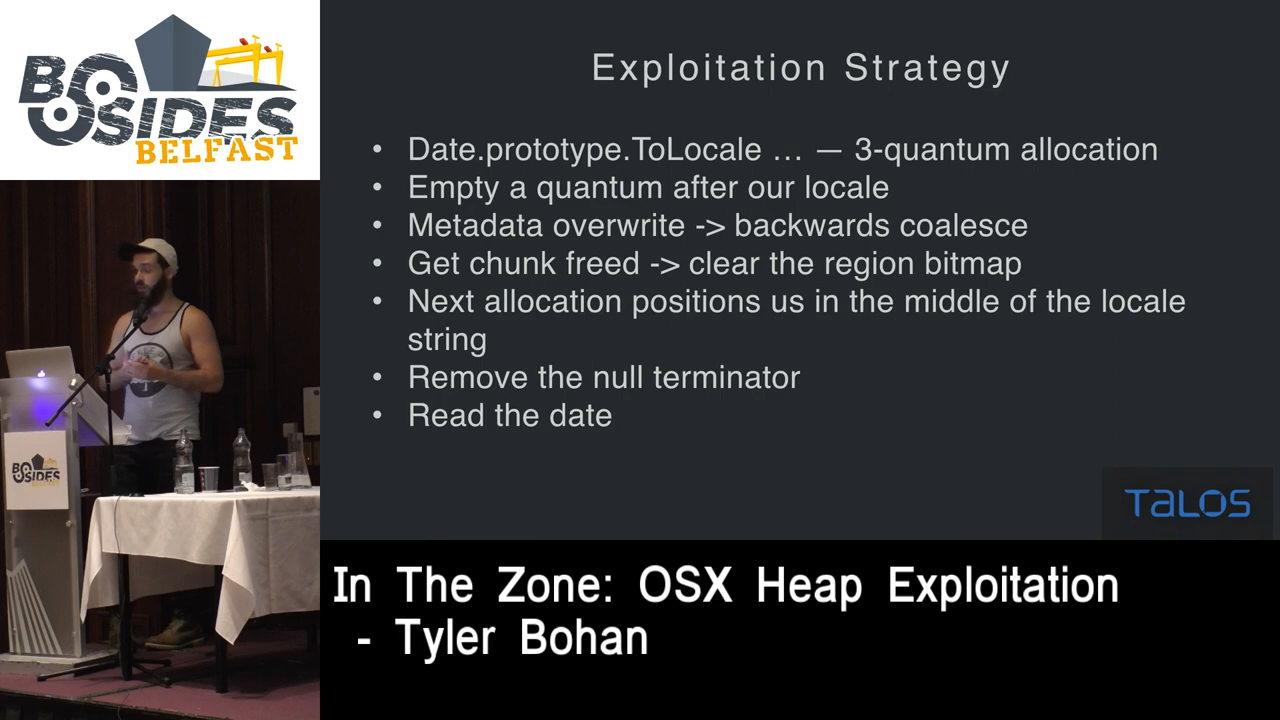 BSIDES
BELFAST
Exploitation Strategy
• Date.prototype.ToLocale … — 3-quantum allocation
• Empty a quantum after our locale
• Metadata overwrite -> backwards coalesce
• Get chunk freed -> clear the region bitmap
• Next allocation positions us in the middle of the locale
string
• Remove the null terminator
• Read the date
BSIDES
BELFAST
TALOS
In The Zone: OSX Heap Exploitation
- Tyler Bohan